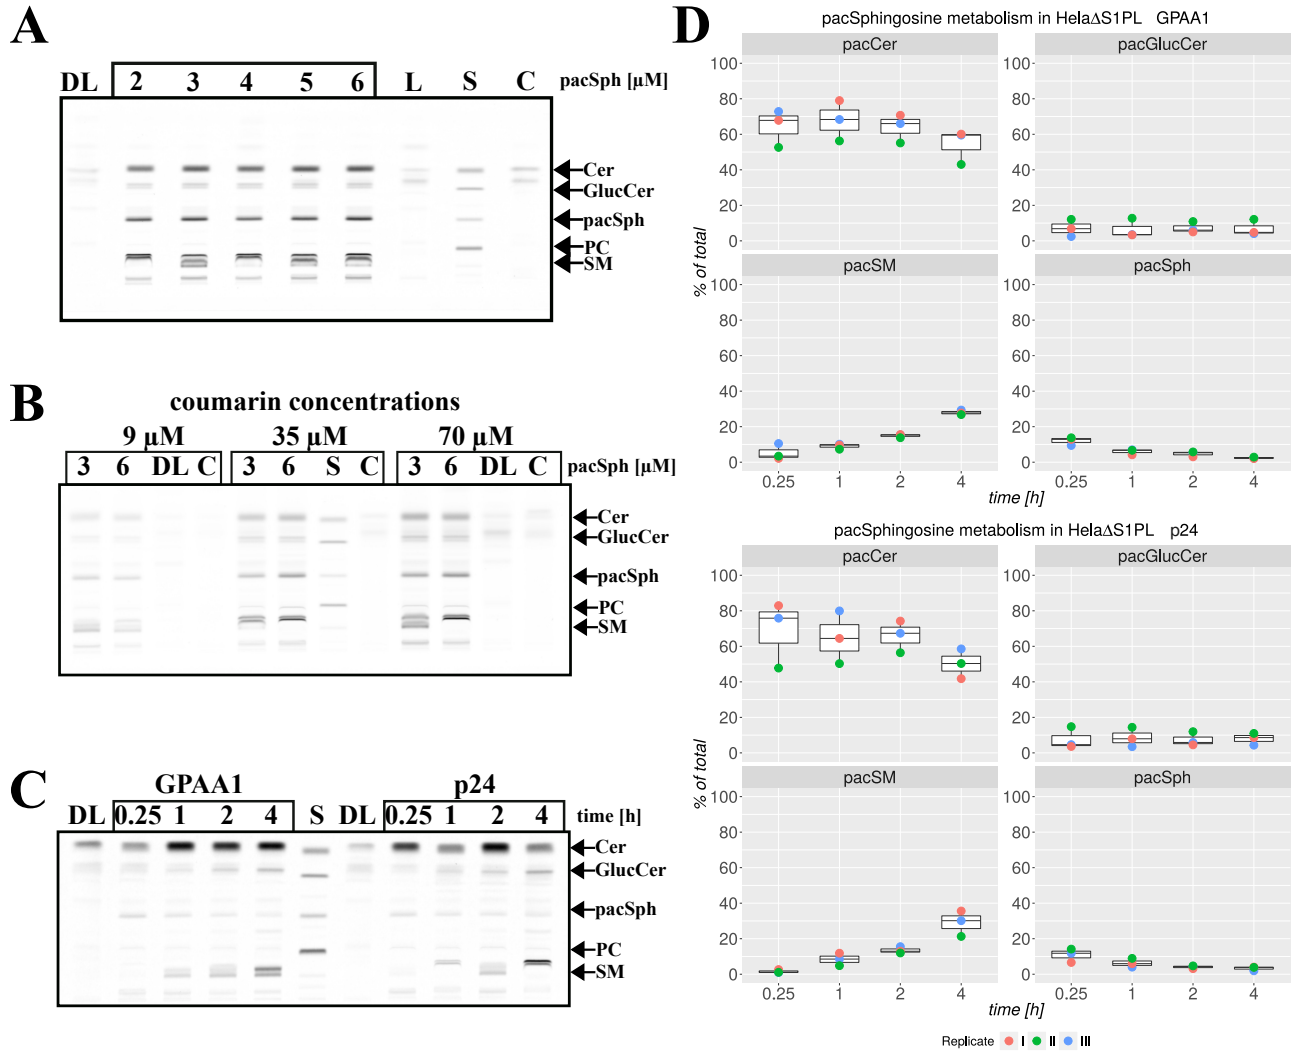 A
DL 2 3 4 5 6 L S C pacSph [µM]
Cer
GlucCer
pacSph
PC
SM
B
coumarin concentrations
9 µM 35 µM 70 µM
3 6 DL C 3 6 S C 3 6 DL C pacSph [µM]
Cer
GlucCer
pacSph
PC
SM
C
GPAA1 p24
DL 0.25 1 2 4 S DL 0.25 1 2 4 time [h]
Cer
GlucCer
pacSph
PC
SM
D
pacSphingosine metabolism in Hela∆S1PL GPAA1
pacCer pacGlucCer
100 100
80 80
60 60
40 40
20 20
0 0
% of total
pacSM pacSph
100 100
80 80
60 60
40 40
20 20
0 0
0.25 1 2 4 0.25 1 2 4
time [h]
pacSphingosine metabolism in Hela∆S1PL p24
pacCer pacGlucCer
100 100
80 80
60 60
40 40
20 20
0 0
% of total
pacSM pacSph
100 100
80 80
60 60
40 40
20 20
0 0
0.25 1 2 4 0.25 1 2 4
time [h]
Replicate I II III